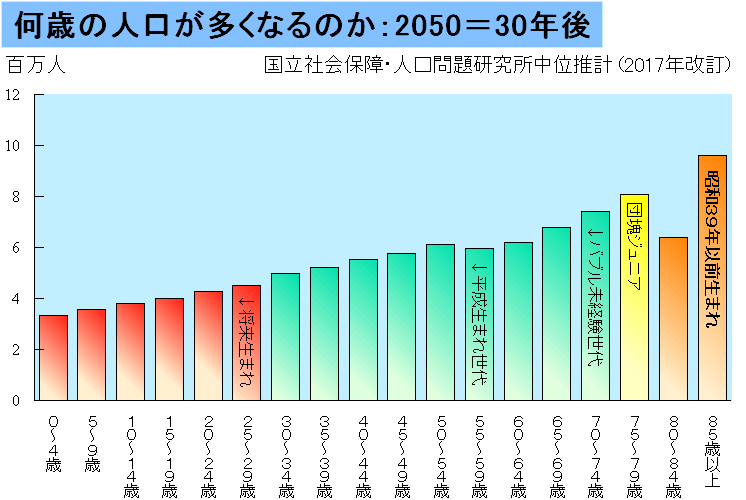 何歳の人口が多くなるのか：2050＝30年後
百万人
国立社会保障・人口問題研究所中位推計（2017年改訂）
12
10
8
6
4
2
0
↓将来生まれ
↓平成生まれ世代
↓バブル未経験世代
団塊ジュニア
昭和39年以前生まれ
0～4歳
5～9歳
10～14歳
15～19歳
20～24歳
25～29歳
30～34歳
35～39歳
40～44歳
45～49歳
50～54歳
55～59歳
60～64歳
65～69歳
70～74歳
75～79歳
80～84歳
85歳以上